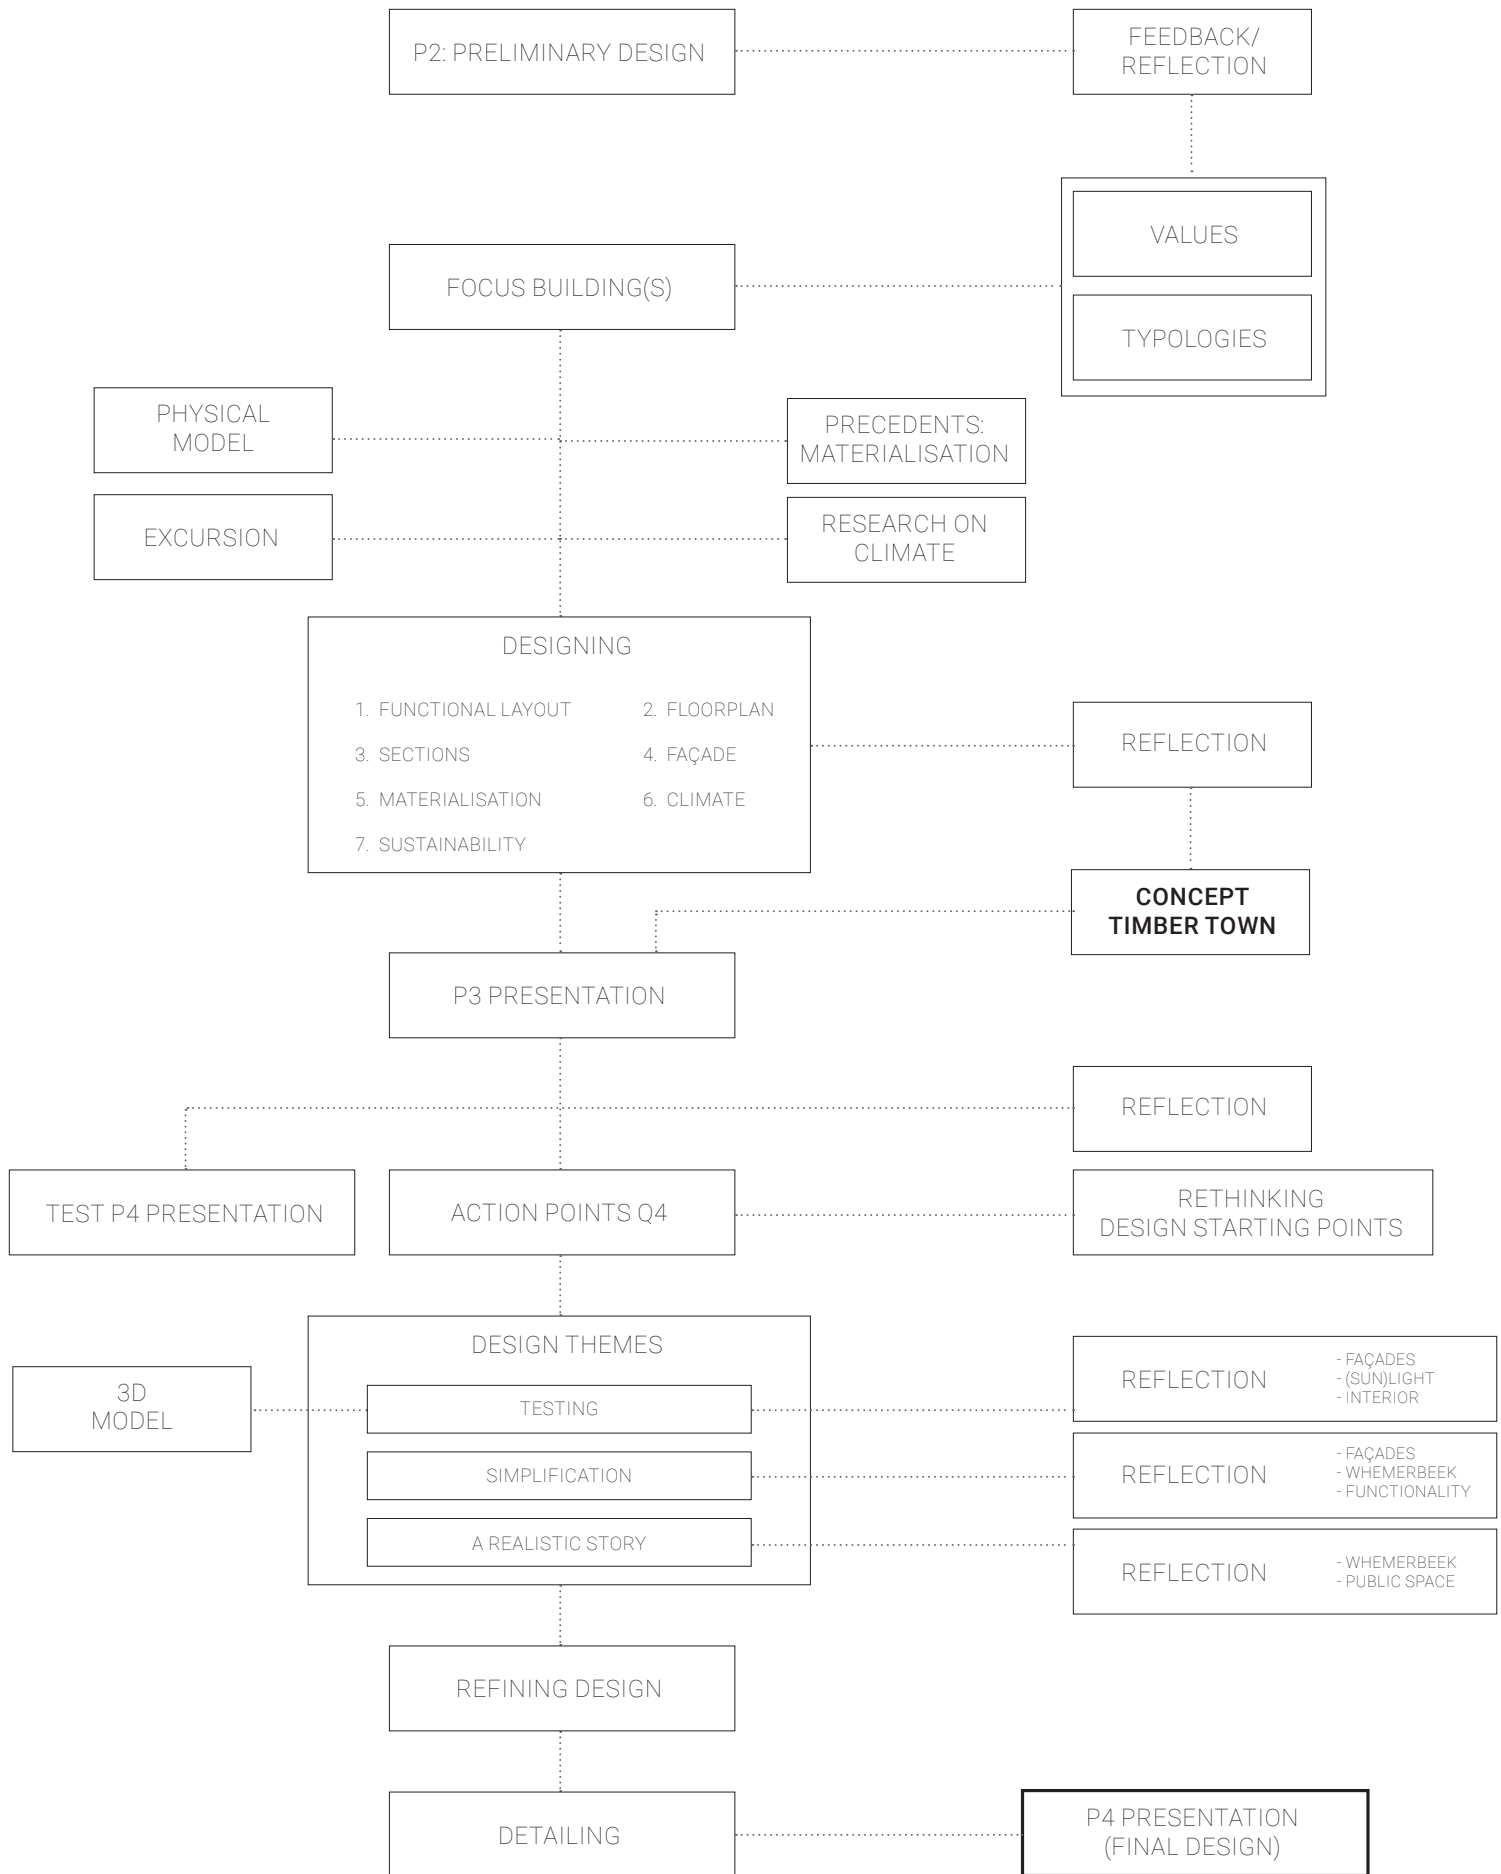 P2: PRELIMINARY DESIGN
FEEDBACK/
REFLECTION
VALUES
FOCUS BUILDING(S)
TYPOLOGIES
PHYSICAL
MODEL
PRECEDENTS:
MATERIALISATION
EXCURSION
RESEARCH ON
CLIMATE
DESIGNING
1. FUNCTIONAL LAYOUT
2. FLOORPLAN
3. SECTIONS
4. FAÇADE
5. MATERIALISATION
6. CLIMATE
7. SUSTAINABILITY
REFLECTION
CONCEPT
TIMBER TOWN
P3 PRESENTATION
REFLECTION
TEST P4 PRESENTATION
ACTION POINTS Q4
RETHINKING
DESIGN STARTING POINTS
DESIGN THEMES
3D
MODEL
TESTING
REFLECTION
- FAÇADES
- (SUN)LIGHT
- INTERIOR
SIMPLIFICATION
REFLECTION
- FAÇADES
- WHEMERBEEK
- FUNCTIONALITY
A REALISTIC STORY
REFLECTION
- WHEMERBEEK
- PUBLIC SPACE
REFINING DESIGN
DETAILING
P4 PRESENTATION
(FINAL DESIGN)